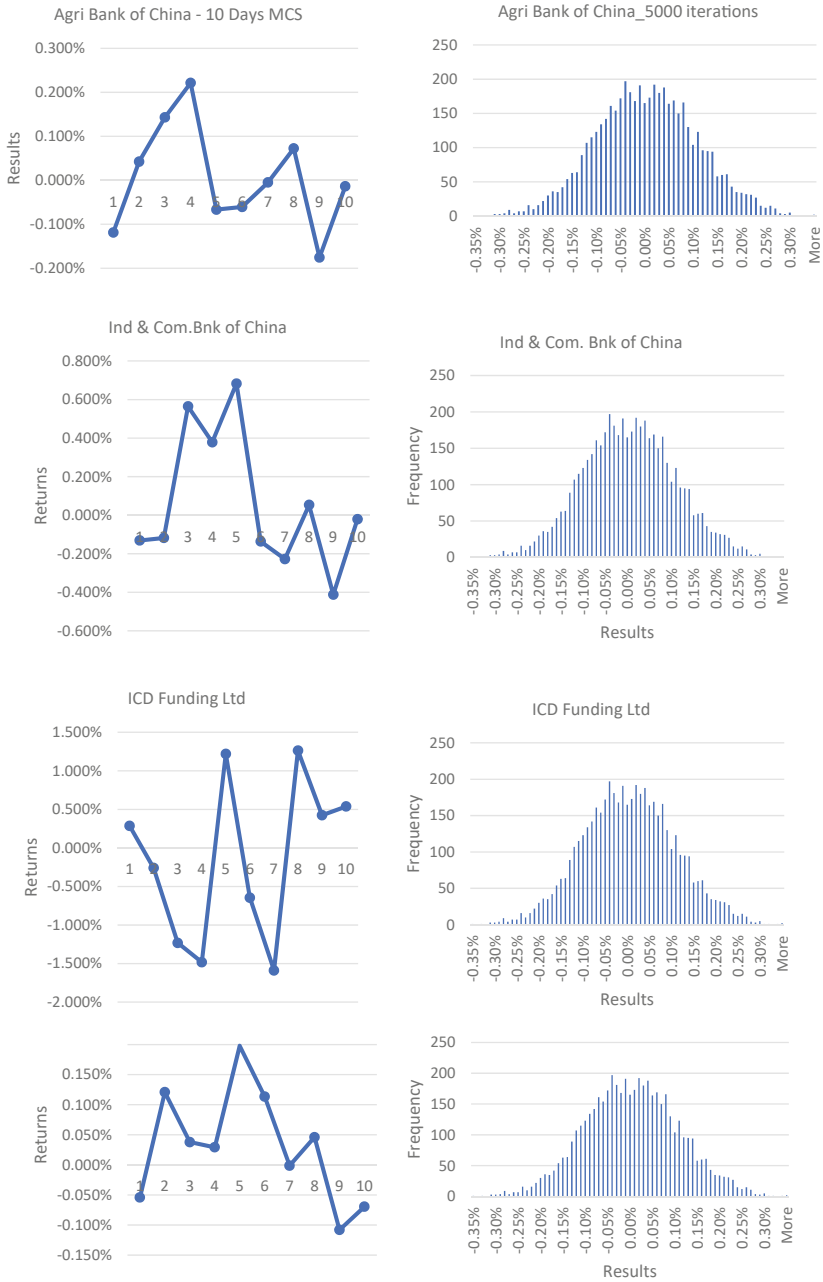 Agri Bank of China - 10 Days MCS
0.300%
0.200%
0.100%
0.000%
-0.100%
-0.200%
Results
1 2 3 4 5 6 7 8 9 10
Agri Bank of China_5000 iterations
250
200
150
100
50
0
-0.35% -0.30% -0.25% -0.20% -0.15% -0.10% -0.05% 0.00% 0.05% 0.10% 0.15% 0.20% 0.25% 0.30% More
Ind & Com.Bnk of China
0.800%
0.600%
0.400%
0.200%
0.000%
-0.200%
-0.400%
-0.600%
Returns
1 2 3 4 5 6 7 8 9 10
Ind & Com. Bnk of China
250
200
150
100
50
0
Frequency
-0.35% -0.30% -0.25% -0.20% -0.15% -0.10% -0.05% 0.00% 0.05% 0.10% 0.15% 0.20% 0.25% 0.30% More
Results
ICD Funding Ltd
1.500%
1.000%
0.500%
0.000%
-0.500%
-1.000%
-1.500%
-2.000%
Returns
1 2 3 4 5 6 7 8 9 10
ICD Funding Ltd
250
200
150
100
50
0
Frequency
-0.35% -0.30% -0.25% -0.20% -0.15% -0.10% -0.05% 0.00% 0.05% 0.10% 0.15% 0.20% 0.25% 0.30% More
Results
0.150%
0.100%
0.050%
0.000%
-0.050%
-0.100%
-0.150%
Returns
1 2 3 4 5 6 7 8 9 10
250
200
150
100
50
0
Frequency
-0.35% -0.30% -0.25% -0.20% -0.15% -0.10% -0.05% 0.00% 0.05% 0.10% 0.15% 0.20% 0.25% 0.30% More
Results